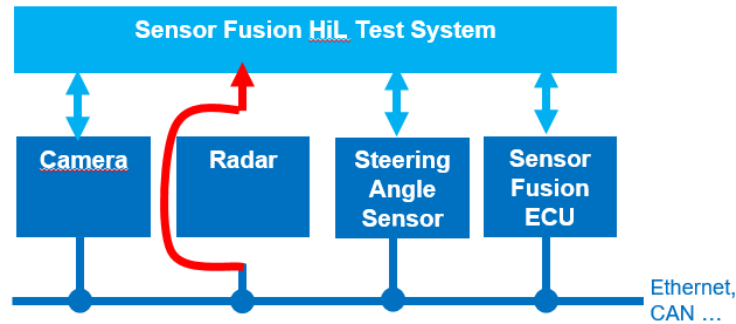 Sensor Fusion HiL Test System
Camera
Radar
Steering
Angle
Sensor
Sensor
Fusion
ECU
Ethernet,
CAN ...